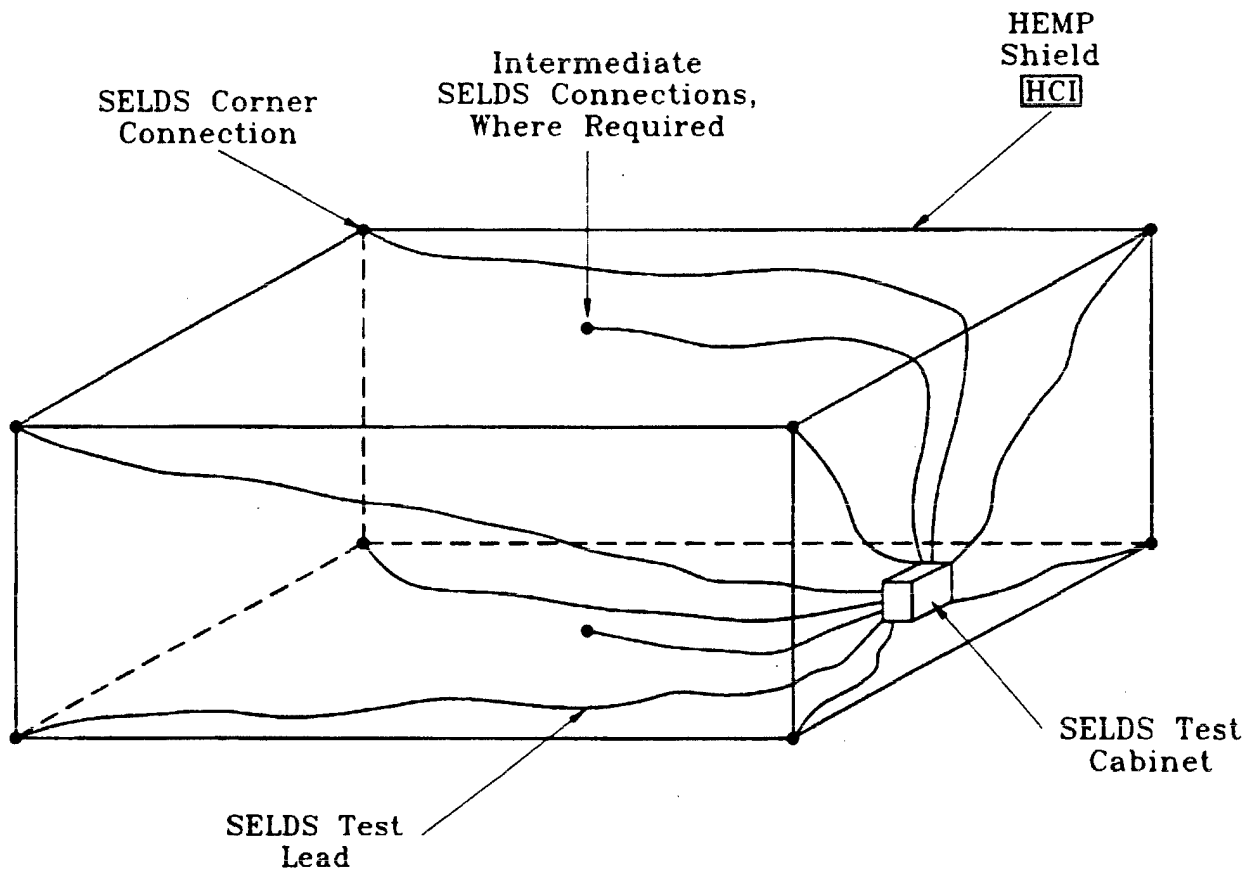 HEMP
Shield
HCI
Intermediate
SELDS Connections,
Where Required
SELDS Corner
Connection
SELDS Test
Cabinet
SELDS Test
Lead